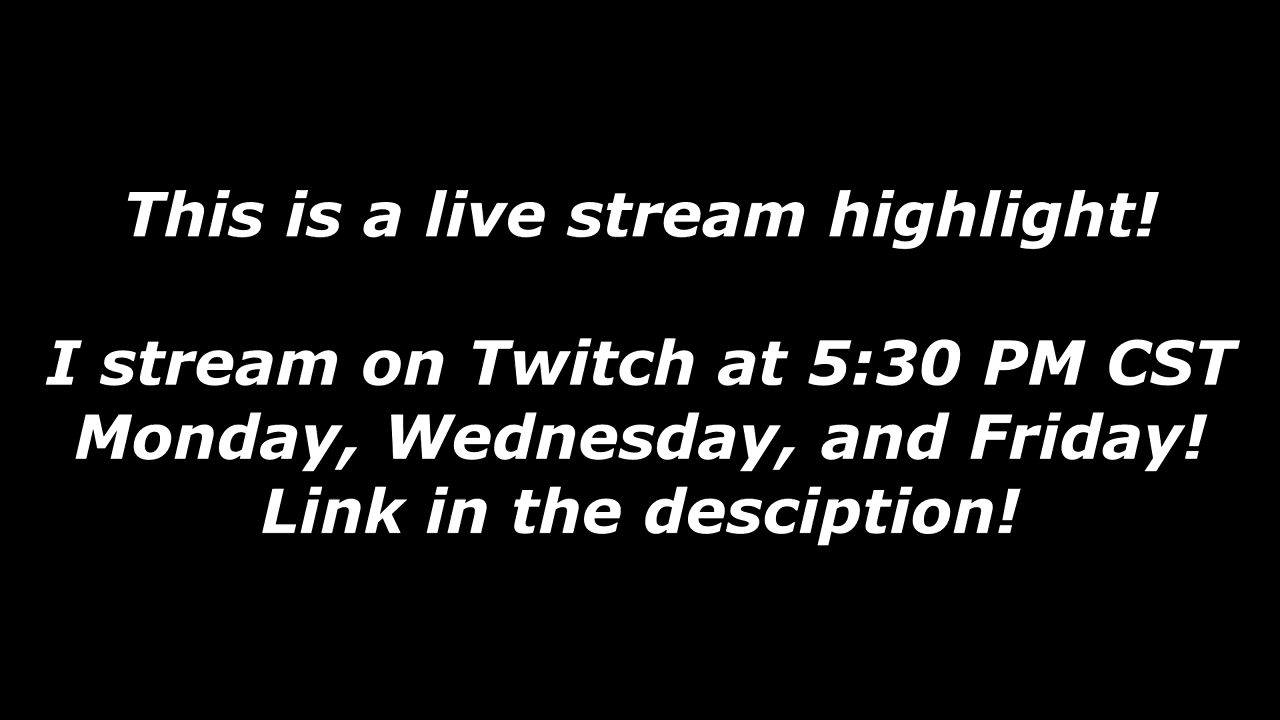 This is a live stream highlight!
I stream on Twitch at 5:30 PM CST
Monday, Wednesday, and Friday!
Link in the desciption!